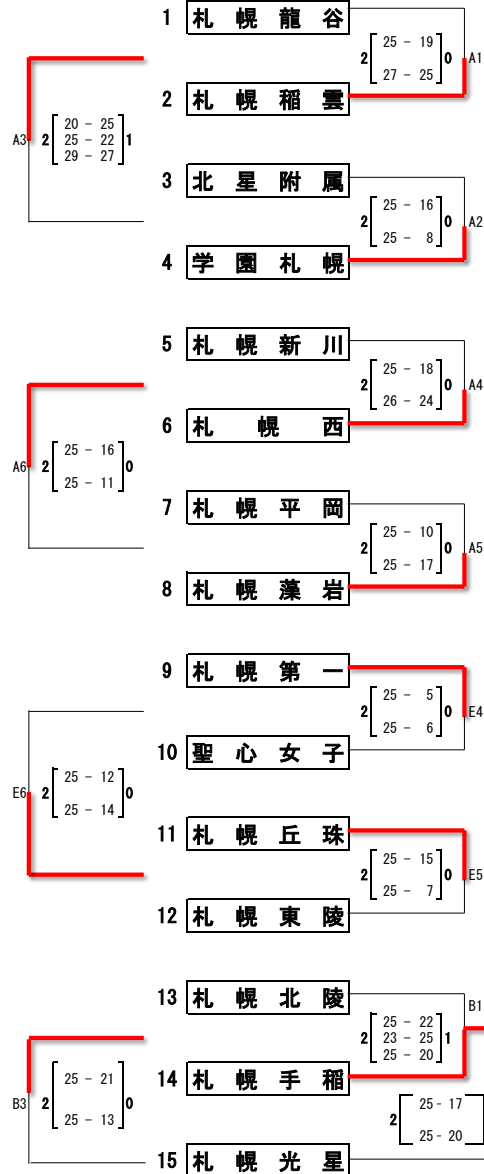 1 札幌龍谷
25 - 19
2 0 A1
27 - 25
2 札幌稲雲
20 - 25
A3 2 25 - 22 1
29 - 27
3 北星附属
25 - 16
2 0 A2
25 - 8
4 学園札幌
5 札幌新川
25 - 18
2 0 A4
26 - 24
6 札幌西
25 - 16
A6 2 0
25 - 11
7 札幌平岡
25 - 10
2 0 A5
25 - 17
8 札幌藻岩
9 札幌第一
25 - 5
2 0 E4
25 - 6
10 聖心女子
25 - 12
E6 2 0
25 - 14
11 札幌丘珠
25 - 15
2 0 E5
25 - 7
12 札幌東陵
13 札幌北陵
B1
25 - 22
2 23 - 25 1
25 - 20
14 札幌手稲
25 - 21
B3 2 0
25 - 13
25 - 17
2
25 - 20
15 札幌光星